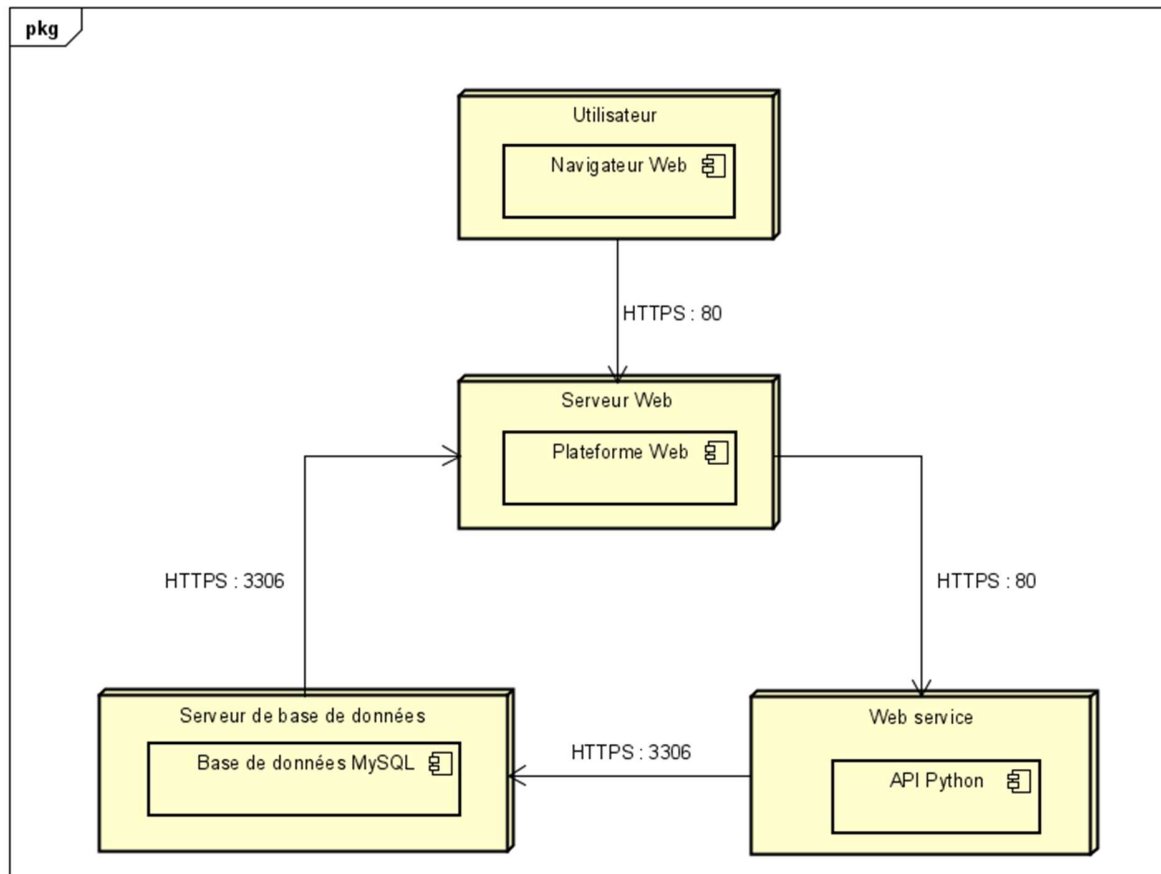 pkg
Utilisateur
Navigateur Web
HTTPS : 80
Serveur Web
Plateforme Web
HTTPS : 3306
HTTPS : 80
Serveur de base de données
Base de données MySQL
HTTPS : 3306
Web service
API Python